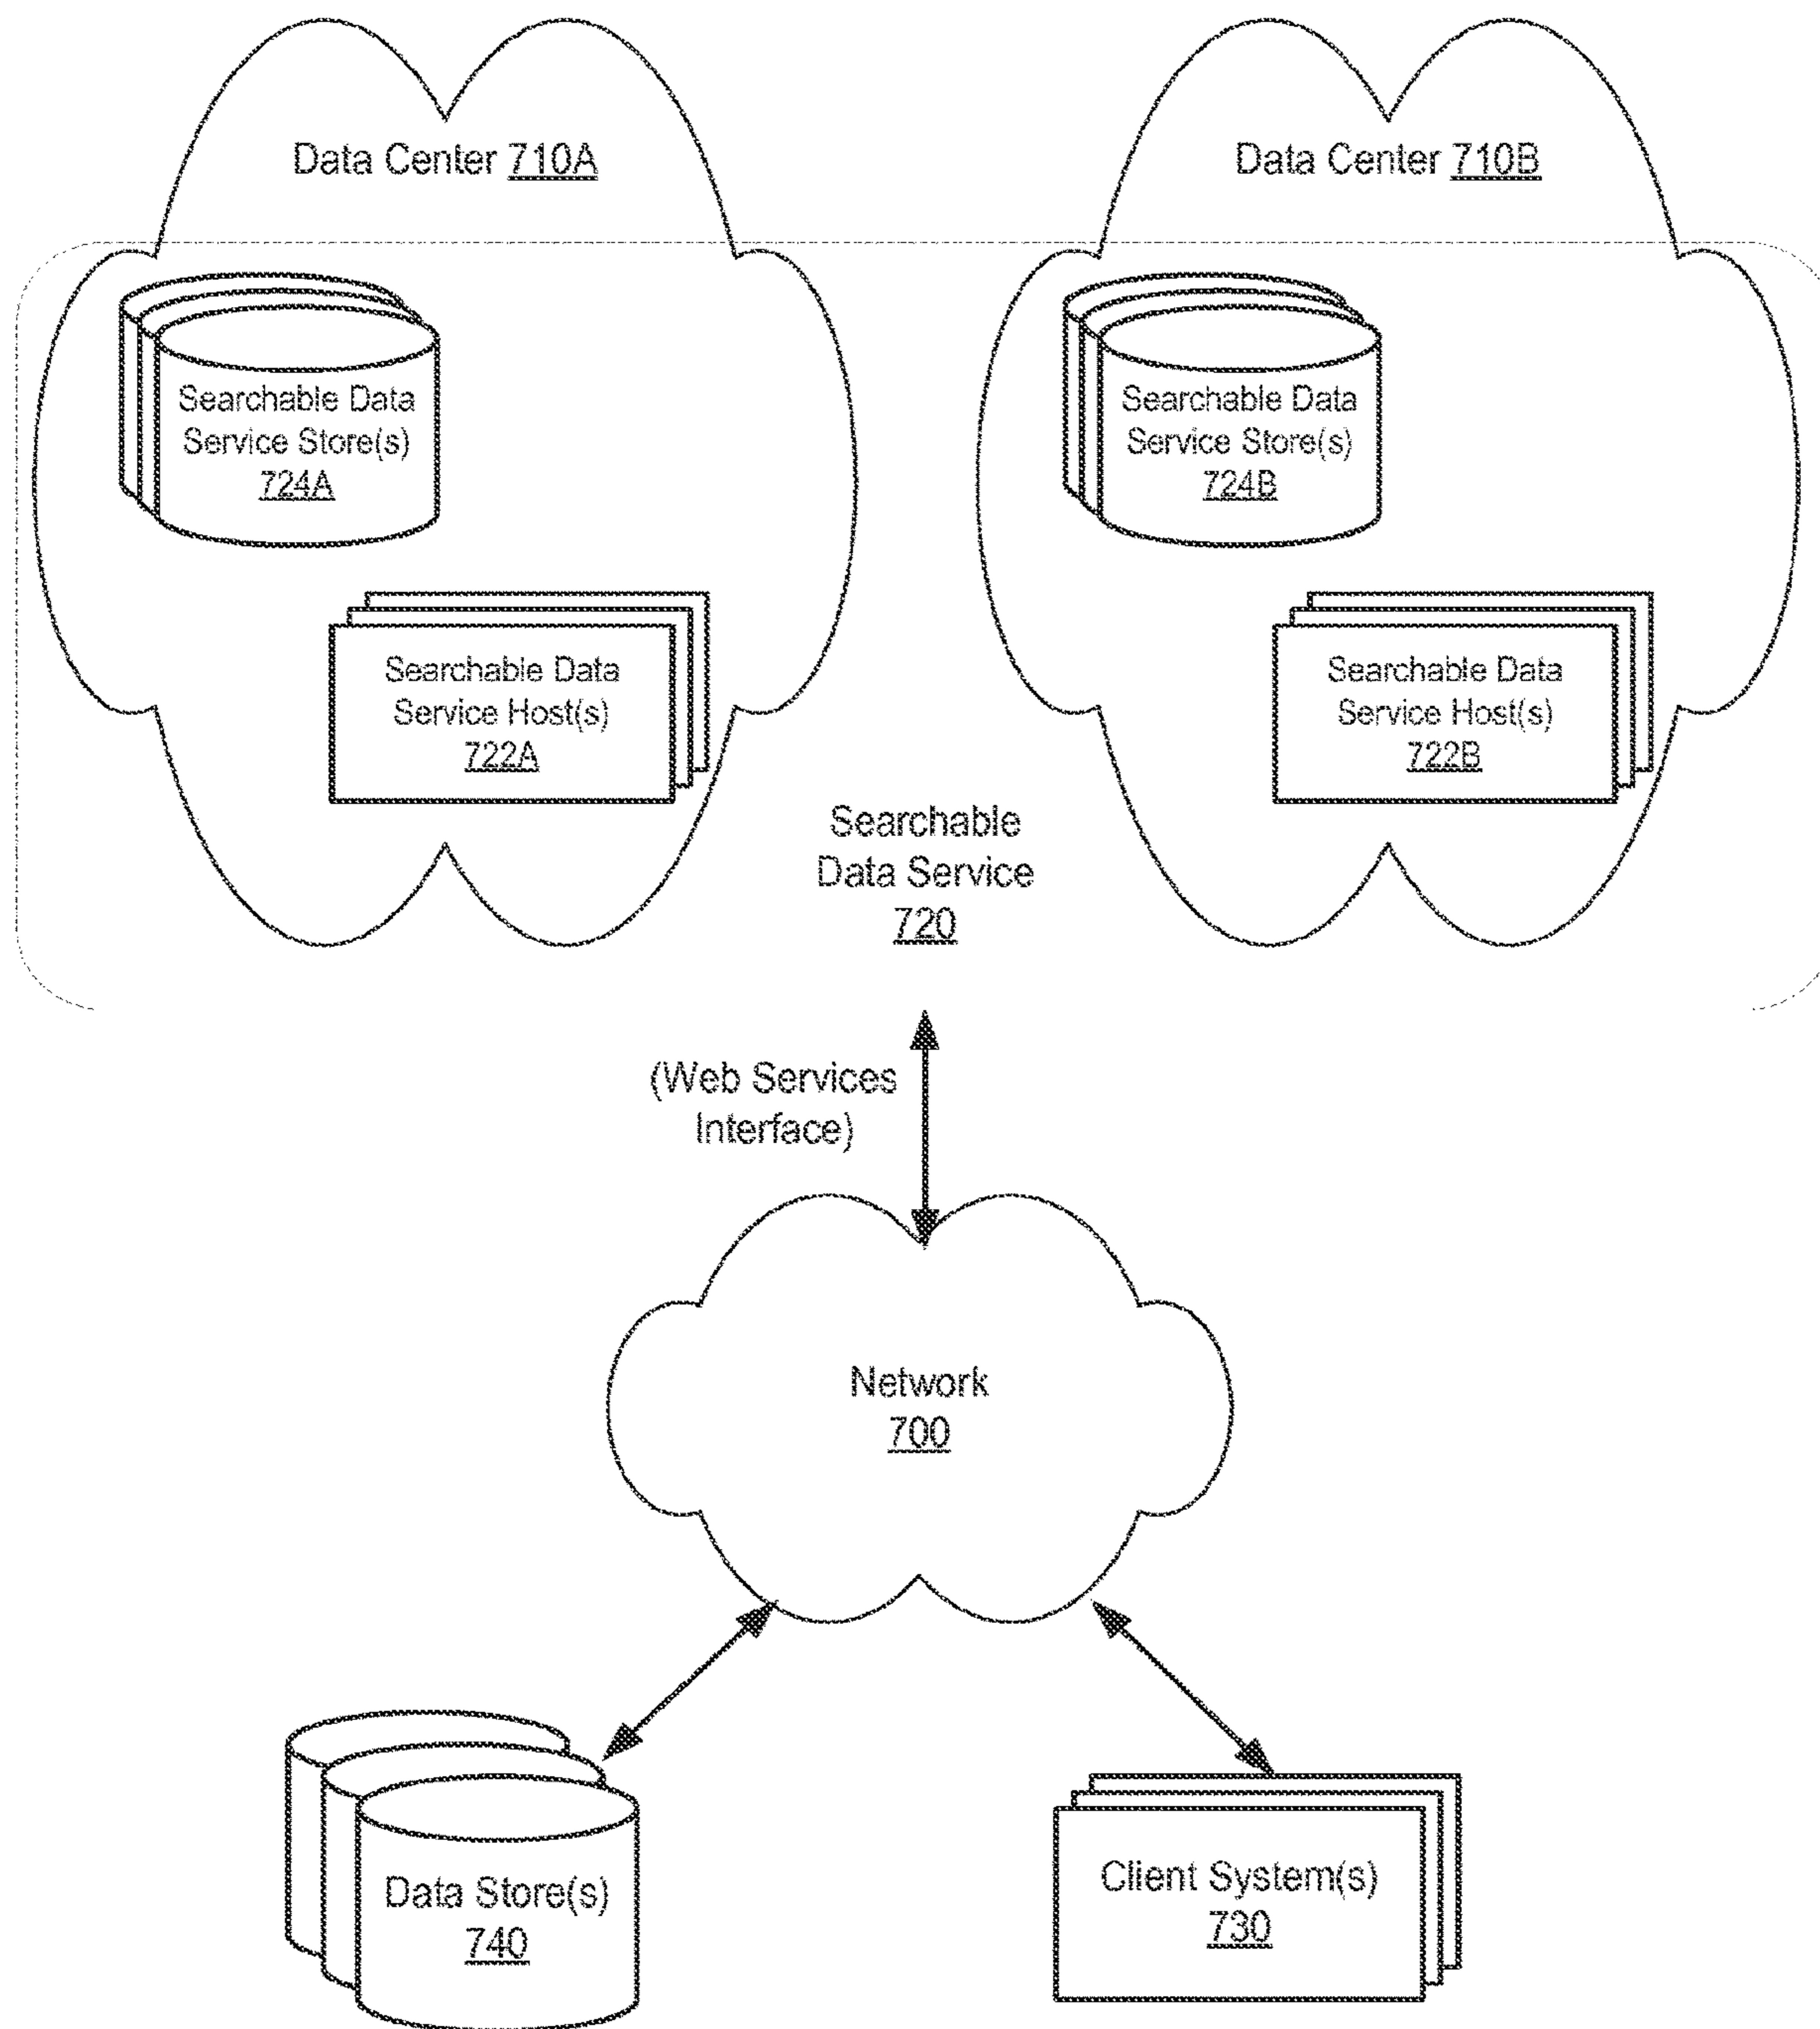 Data Center 710A
Data Center 710B
Searchable Data
Service Store(s)
724A
Searchable Data
Service Store(s)
724B
Searchable Data
Service Host(s)
722A
Searchable Data
Service Host(s)
722B
Searchable
Data Service
720
(Web Services
Interface)
Network
700
Data Store(s)
740
Client System(s)
730